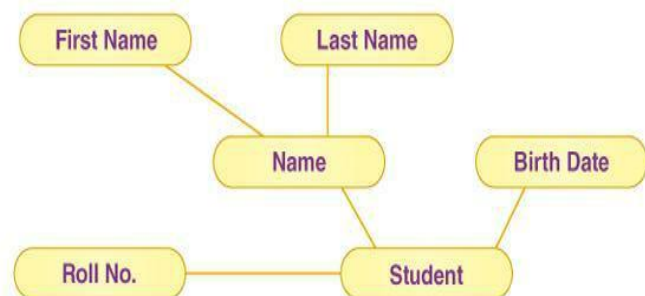 First Name
Last Name
Name
Birth Date
Roll No.
Student